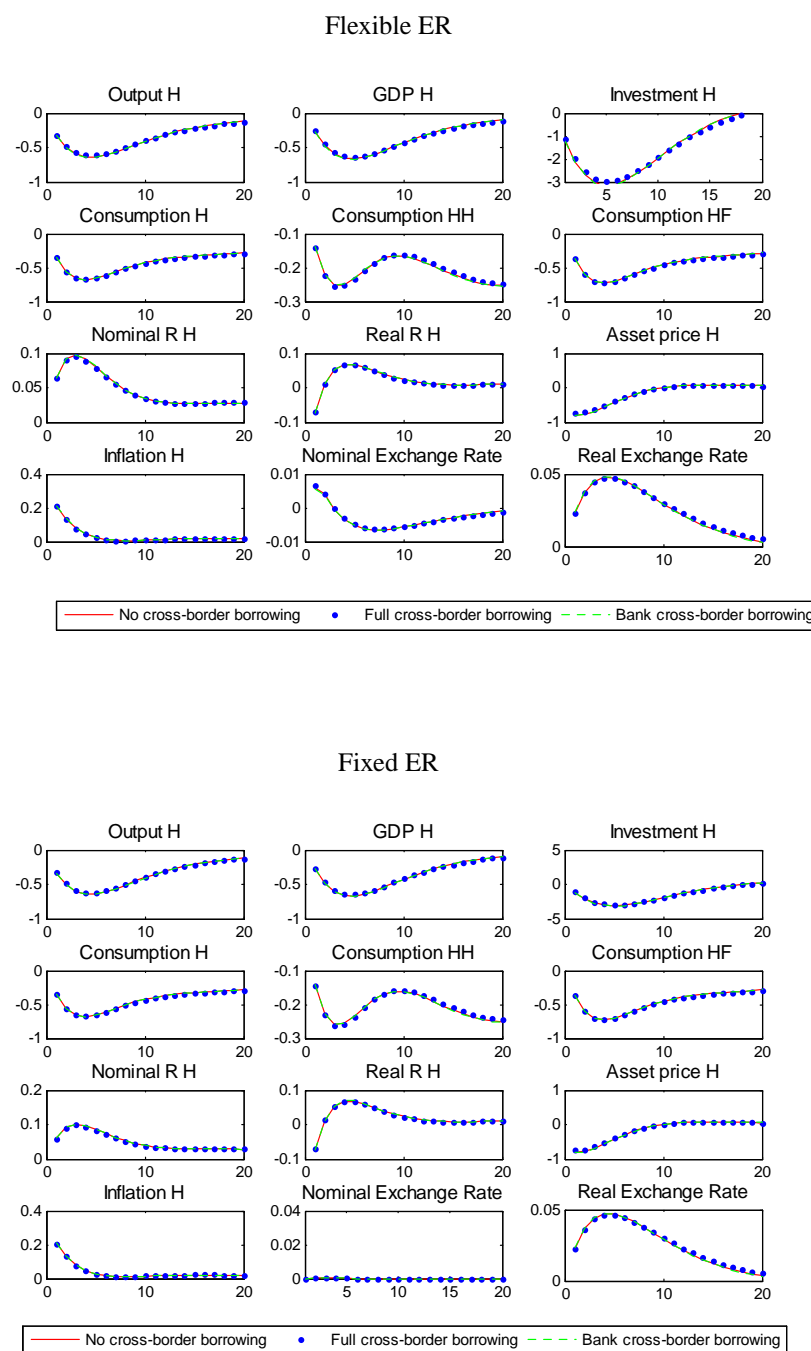 Flexible ER
Output H GDP H Investment H
0 0 0
-1
-0.5 -0.5
-2
-1 -1 -3
0 10 20 0 10 20 5 10 15 20
Consumption H Consumption HH Consumption HF
0 -0.1 0
-0.5 -0.2 -0.5
-1 -0.3 -1
0 10 20 0 10 20 0 10 20
Nominal R H Real R H Asset price H
0.1 0.1 1
0.05 0 0
0 -0.1 -1
0 10 20 0 10 20 0 10 20
Inflation H Nominal Exchange Rate Real Exchange Rate
0.4 0.01 0.05
0.2 0
0 -0.01 0
0 10 20 0 10 20 0 10 20
No cross-border borrowing Full cross-border borrowing Bank cross-border borrowing
Fixed ER
Output H GDP H Investment H
0 0 5
-0.5 -0.5 0
-1 -1 -5
0 10 20 0 10 20 0 10 20
Consumption H Consumption HH Consumption HF
0 -0.1 0
-0.5 -0.2 -0.5
-1 -0.3 -1
0 10 20 0 10 20 0 10 20
Nominal R H Real R H Asset price H
0.2 0.1 1
0.1 0 0
0 -0.1 -1
0 10 20 0 10 20 0 10 20
Inflation H Nominal Exchange Rate Real Exchange Rate
0.4 0.04 0.05
0.2 0.02
0 0 0
0 10 20 5 10 15 20 0 10 20
No cross-border borrowing Full cross-border borrowing Bank cross-border borrowing